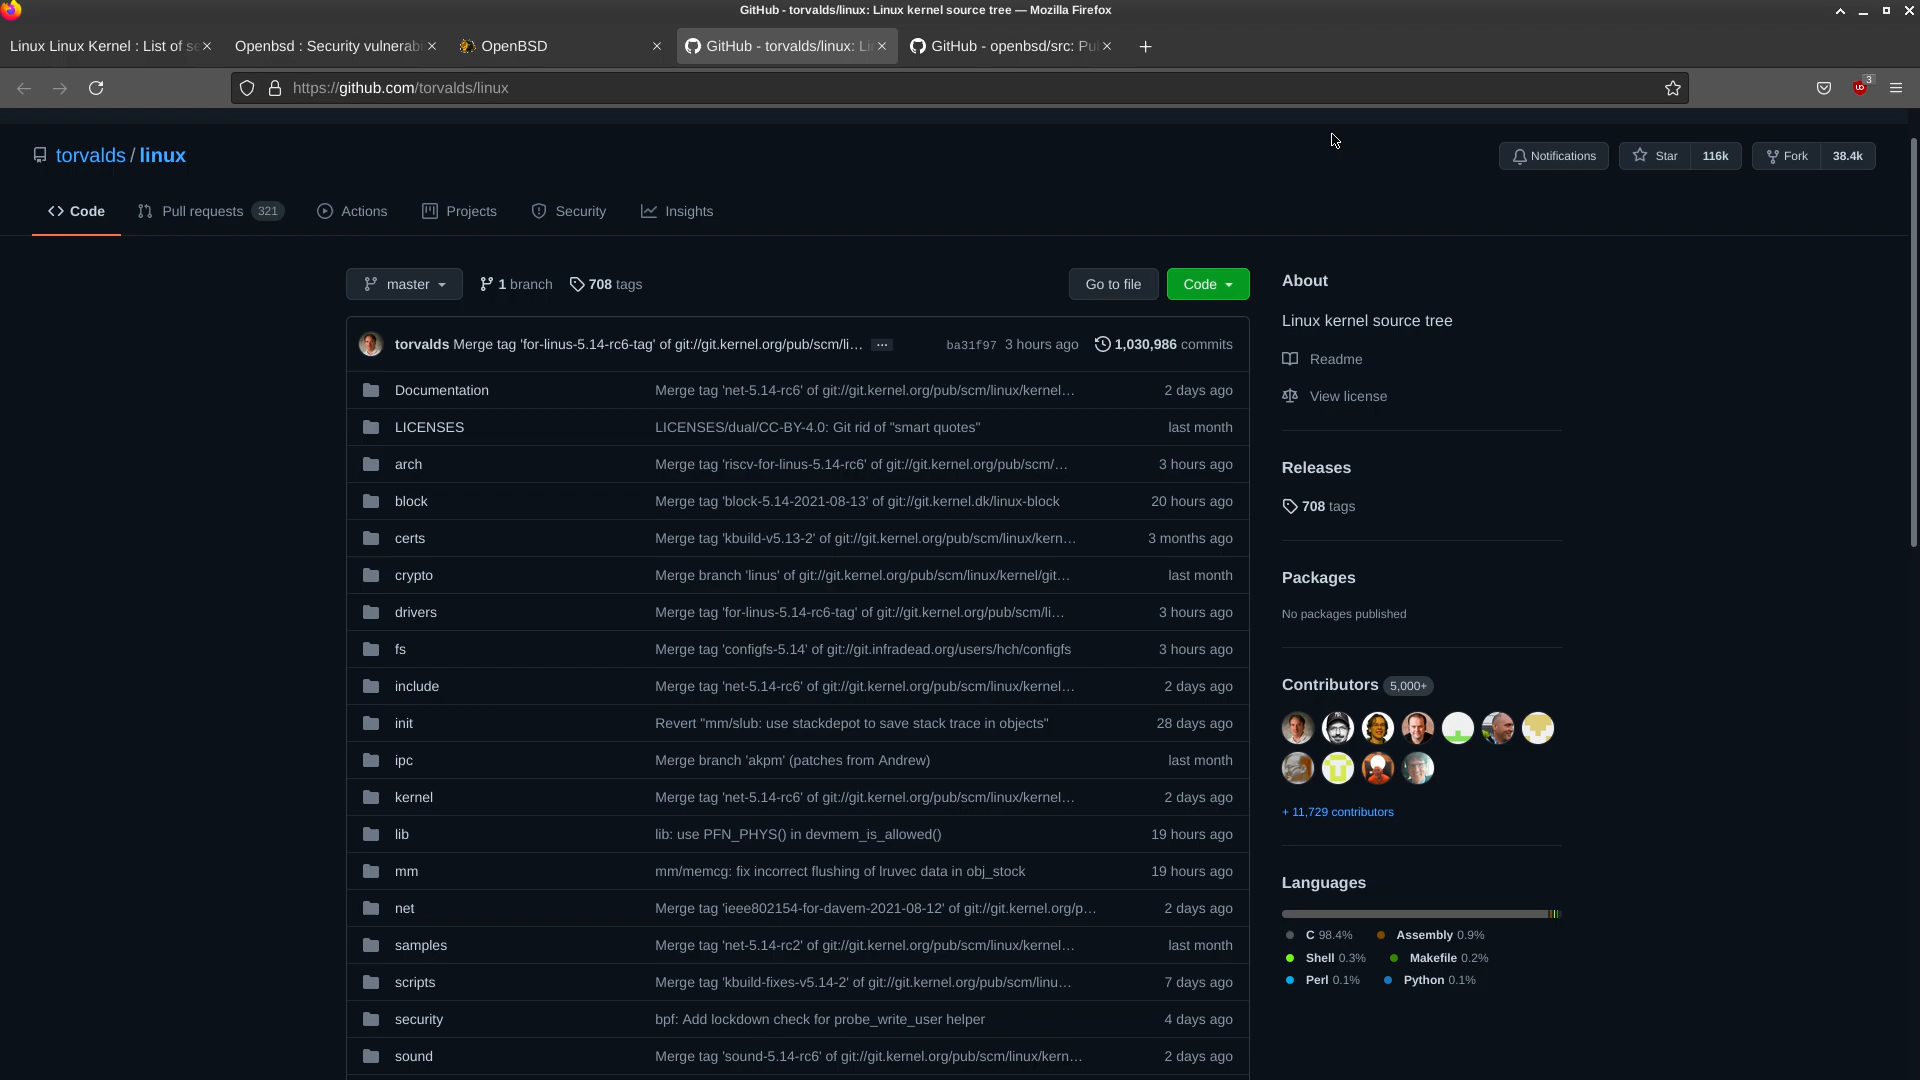 GitHub - torvalds/linux: Linux kernel source tree — Mozilla Firefox
Linux Linux Kernel : List of se
Openbsd : Security vulnerabi
OpenBSD
GitHub - torvalds/linux: Li
GitHub - openbsd/src: Pu
https://github.com/torvalds/linux
3
torvalds / linux
Notifications
Star 116k
Fork 38.4k
Code
Pull requests 321
Actions
Projects
Security
Insights
master
1 branch
708 tags
Go to file
Code
torvalds Merge tag 'for-linus-5.14-rc6-tag' of git://git.kernel.org/pub/scm/li… ... ba31f97 3 hours ago 1,030,986 commits
Documentation Merge tag 'net-5.14-rc6' of git://git.kernel.org/pub/scm/linux/kernel… 2 days ago
LICENSES LICENSES/dual/CC-BY-4.0: Git rid of "smart quotes" last month
arch Merge tag 'riscv-for-linus-5.14-rc6' of git://git.kernel.org/pub/scm/… 3 hours ago
block Merge tag 'block-5.14-2021-08-13' of git://git.kernel.dk/linux-block 20 hours ago
certs Merge tag 'kbuild-v5.13-2' of git://git.kernel.org/pub/scm/linux/kern… 3 months ago
crypto Merge branch 'linus' of git://git.kernel.org/pub/scm/linux/kernel/git… last month
drivers Merge tag 'for-linus-5.14-rc6-tag' of git://git.kernel.org/pub/scm/li… 3 hours ago
fs Merge tag 'configfs-5.14' of git://git.infradead.org/users/hch/configfs 3 hours ago
include Merge tag 'net-5.14-rc6' of git://git.kernel.org/pub/scm/linux/kernel… 2 days ago
init Revert "mm/slub: use stackdepot to save stack trace in objects" 28 days ago
ipc Merge branch 'akpm' (patches from Andrew) last month
kernel Merge tag 'net-5.14-rc6' of git://git.kernel.org/pub/scm/linux/kernel… 2 days ago
lib lib: use PFN_PHYS() in devmem_is_allowed() 19 hours ago
mm mm/memcg: fix incorrect flushing of lruvec data in obj_stock 19 hours ago
net Merge tag 'ieee802154-for-davem-2021-08-12' of git://git.kernel.org/p… 2 days ago
samples Merge tag 'net-5.14-rc2' of git://git.kernel.org/pub/scm/linux/kernel… last month
scripts Merge tag 'kbuild-fixes-v5.14-2' of git://git.kernel.org/pub/scm/linu… 7 days ago
security bpf: Add lockdown check for probe_write_user helper 4 days ago
sound Merge tag 'sound-5.14-rc6' of git://git.kernel.org/pub/scm/linux/kern… 2 days ago
About
Linux kernel source tree
Readme
View license
Releases
708 tags
Packages
No packages published
Contributors 5,000+
+ 11,729 contributors
Languages
C 98.4% Assembly 0.9%
Shell 0.3% Makefile 0.2%
Perl 0.1% Python 0.1%